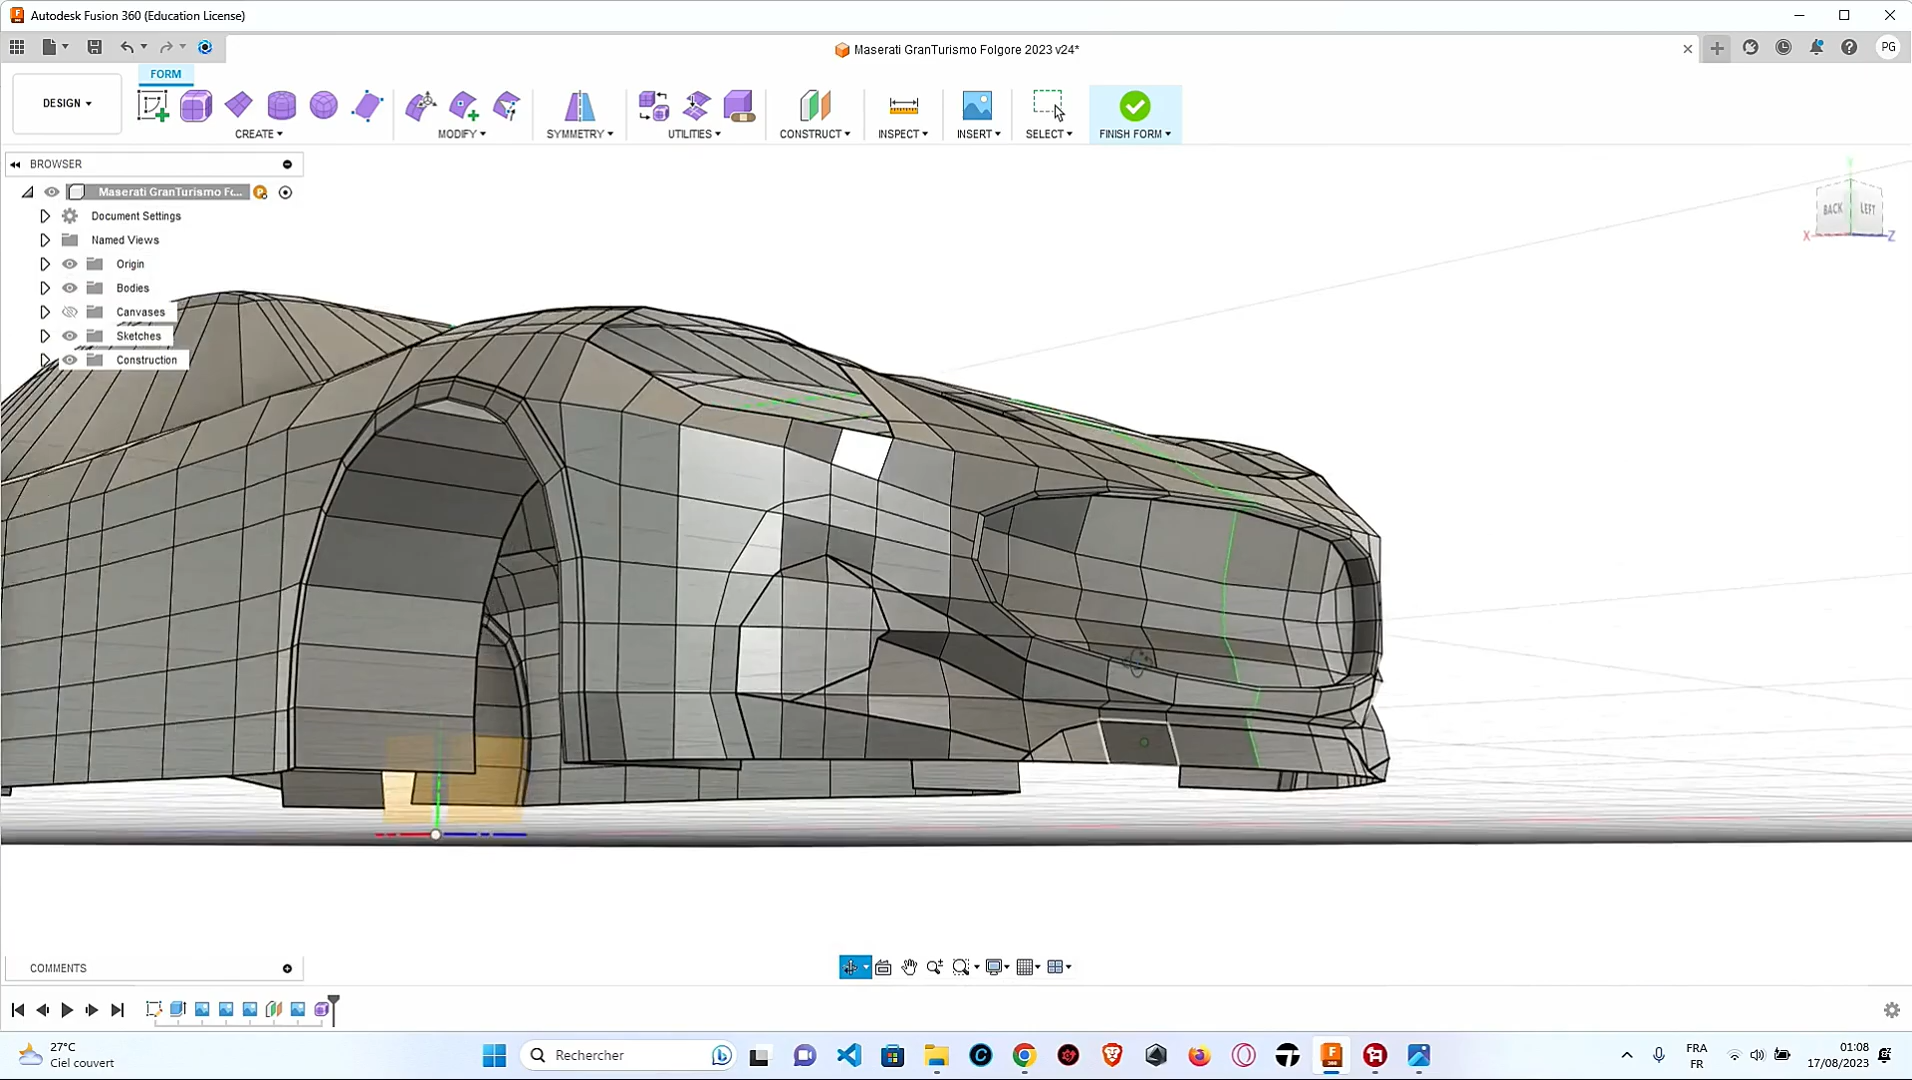 Autodesk Fusion 360 (Education License)
Maserati GranTurismo Folgore 2023 v24*
PG
FORM
DESIGN
CREATE
MODIFY
SYMMETRY
UTILITIES
CONSTRUCT
INSPECT
INSERT
SELECT
FINISH FORM
BROWSER
Maserati GranTurismo Fc...
Document Settings
Named Views
Origin
Bodies
Canvases
Sketches
Construction
BACK
LEFT
X
Z
COMMENTS
27°C
Ciel couvert
Rechercher
FRA
FR
01:08
17/08/2023